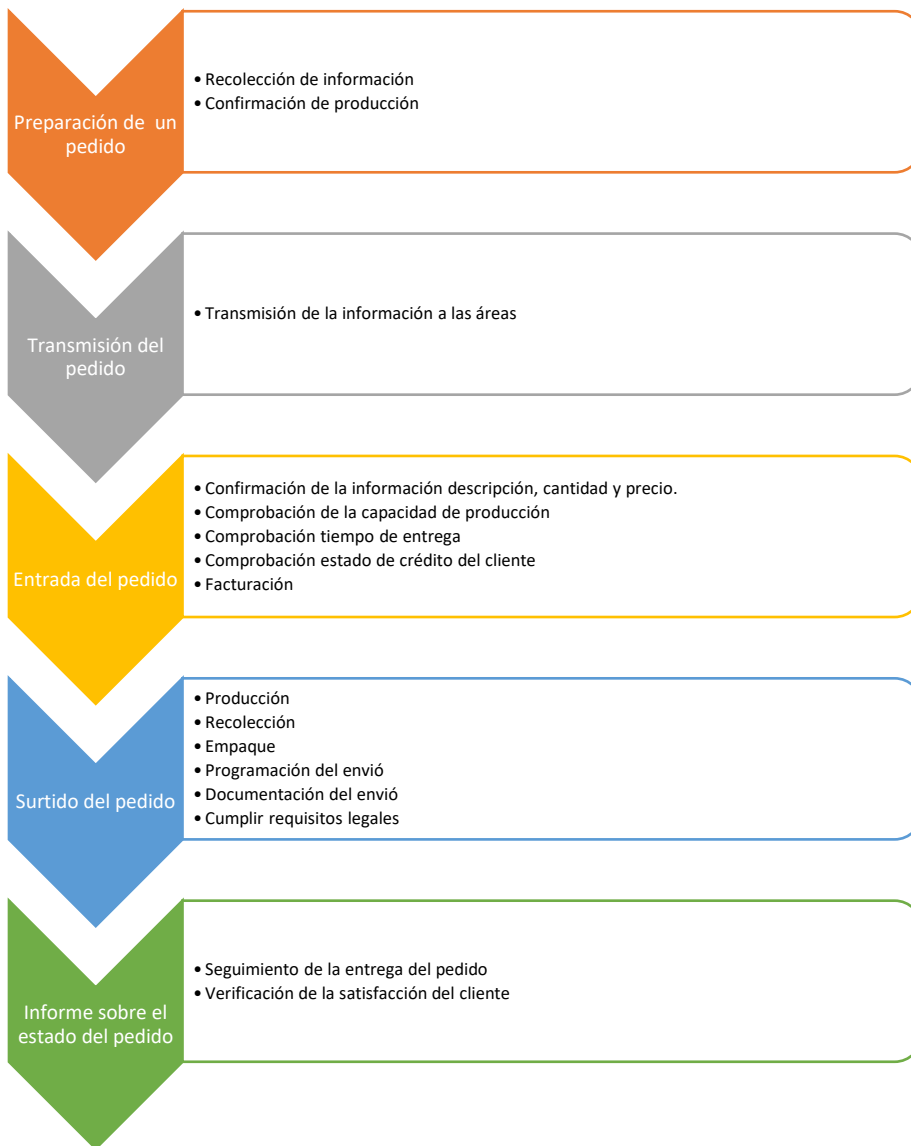 Preparación de un
pedido
• Recolección de información
• Confirmación de producción
Transmisión del
pedido
• Transmisión de la información a las áreas
Entrada del pedido
• Confirmación de la información descripción, cantidad y precio.
• Comprobación de la capacidad de producción
• Comprobación tiempo de entrega
• Comprobación estado de crédito del cliente
• Facturación
Surtido del pedido
• Producción
• Recolección
• Empaque
• Programación del envió
• Documentación del envió
• Cumplir requisitos legales
Informe sobre el
estado del pedido
• Seguimiento de la entrega del pedido
• Verificación de la satisfacción del cliente